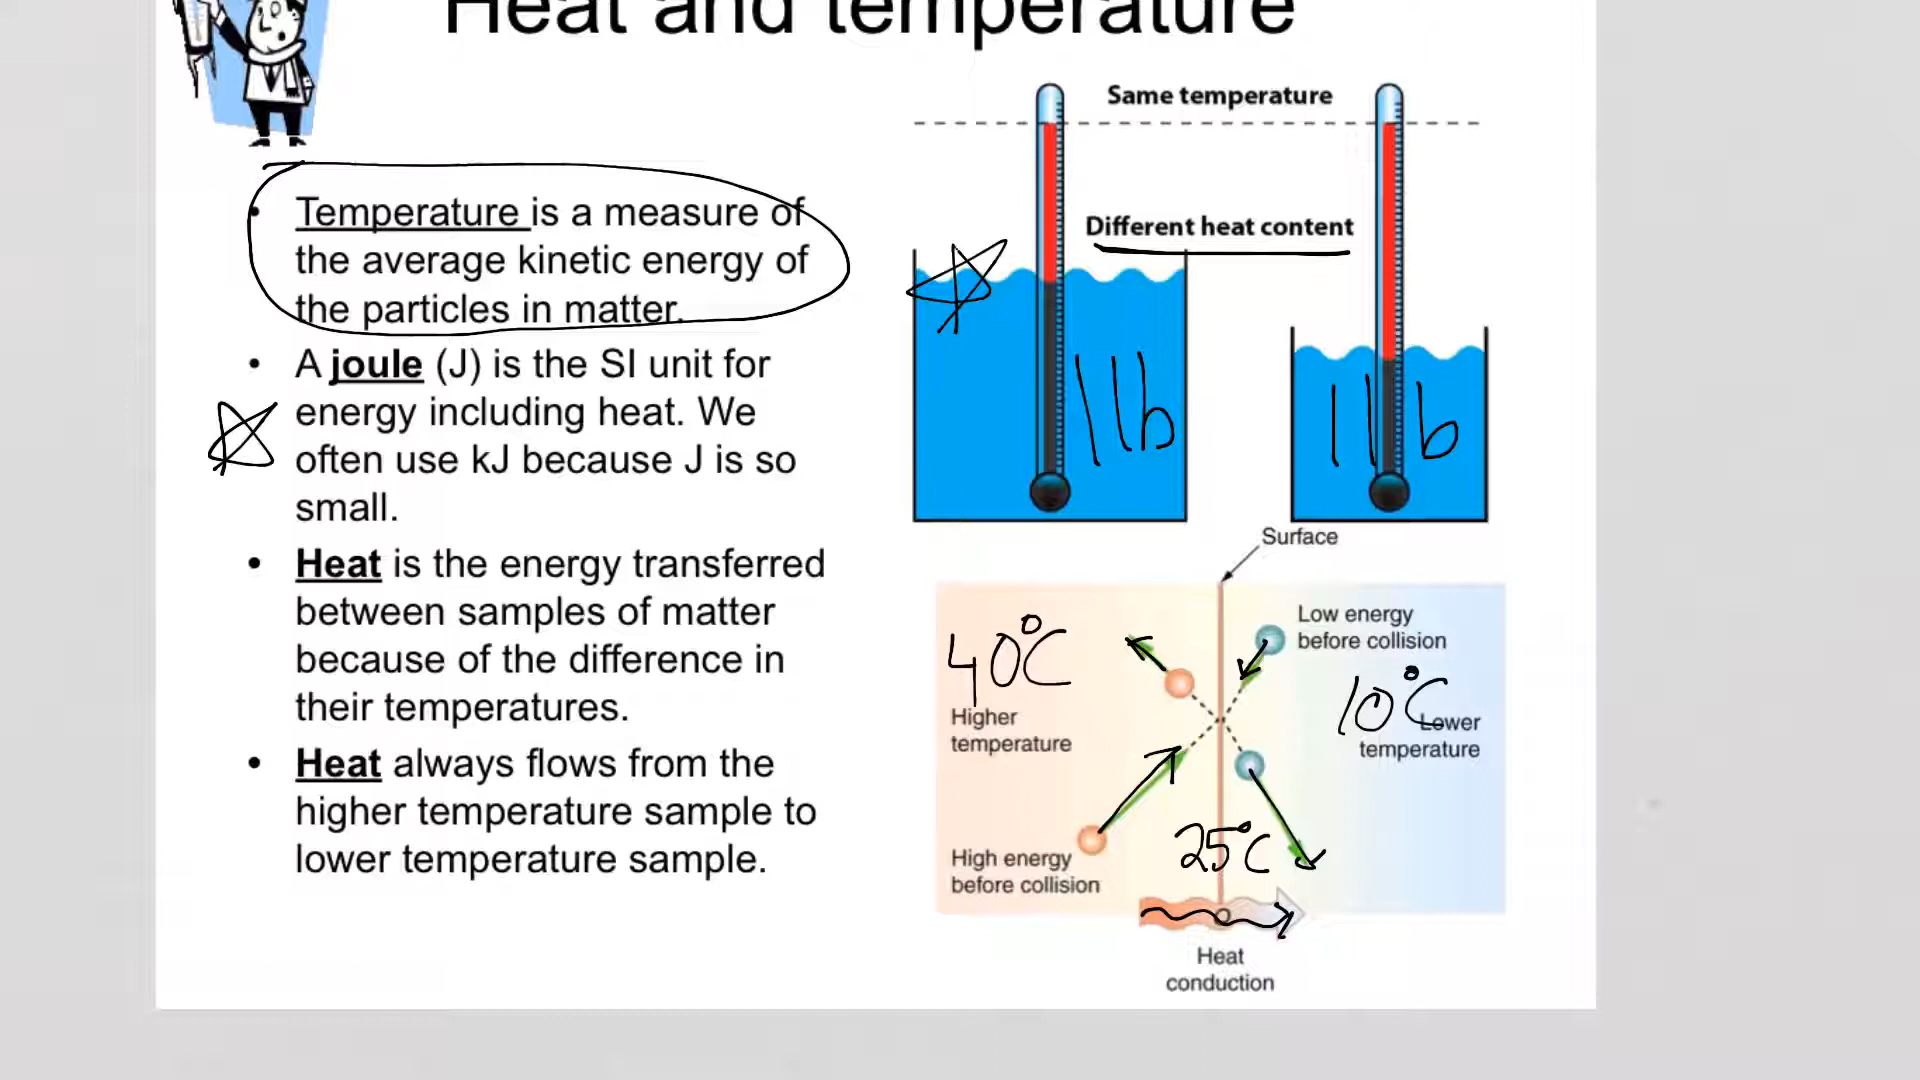 Heat and temperature
• Temperature is a measure of
the average kinetic energy of
the particles in matter.
• A joule (J) is the SI unit for
energy including heat. We
often use kJ because J is so
small.
• Heat is the energy transferred
between samples of matter
because of the difference in
their temperatures.
• Heat always flows from the
higher temperature sample to
lower temperature sample.
Same temperature
Different heat content
1lb
1lb
Surface
Low energy
before collision
40°C
10°C
Higher
temperature
Lower
temperature
25°C
High energy
before collision
Heat
conduction